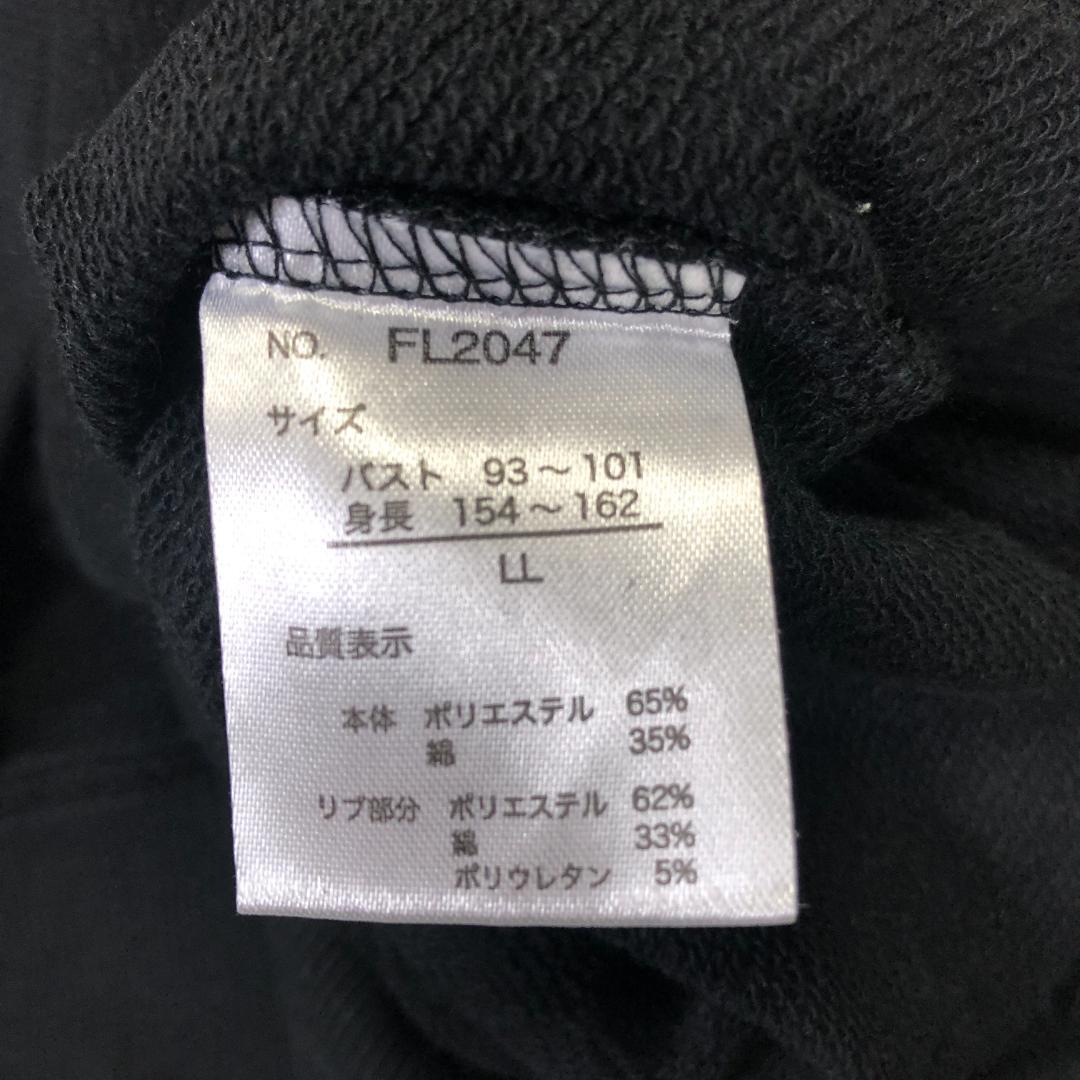 NO. FL2047
サイズ
バスト 93～101
身長 154～162
LL
品質表示
本体 ポリエステル 65%
綿 35%
リブ部分 ポリエステル 62%
綿 33%
ポリウレタン 5%